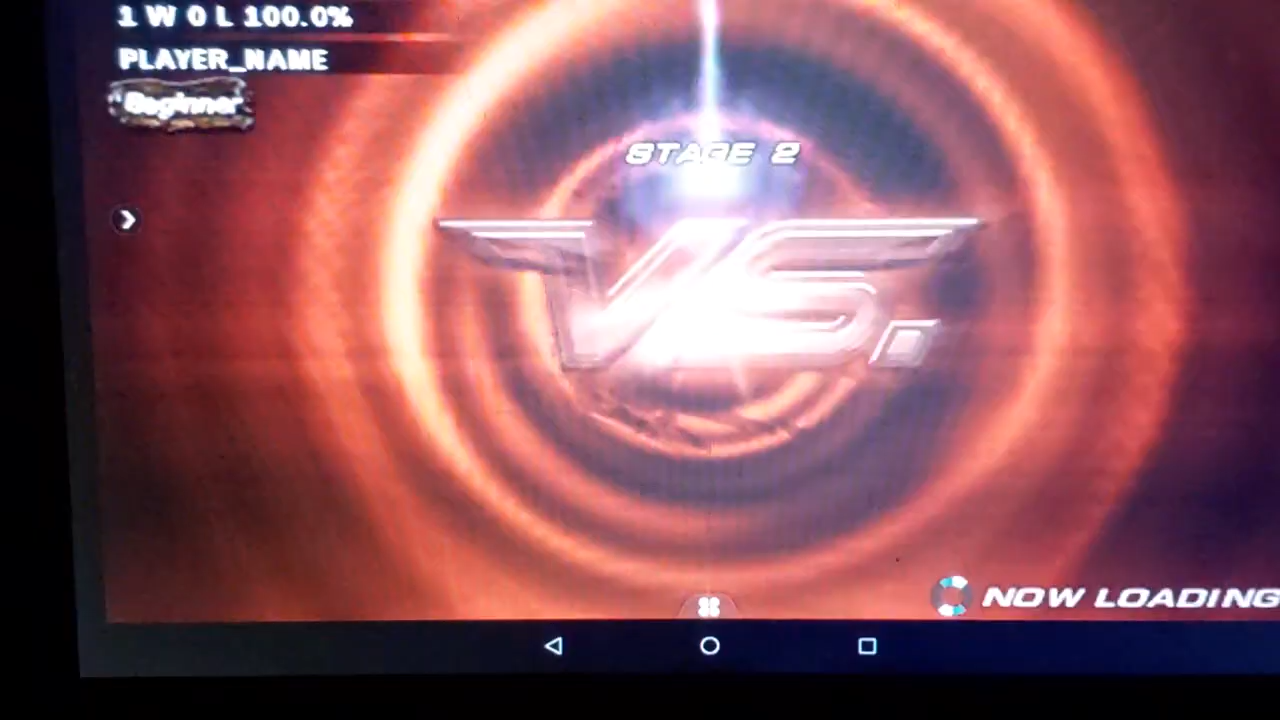 1 W 0 L 100.0%
PLAYER_NAME
Beginner
STAGE 2
VS.
NOW LOADING